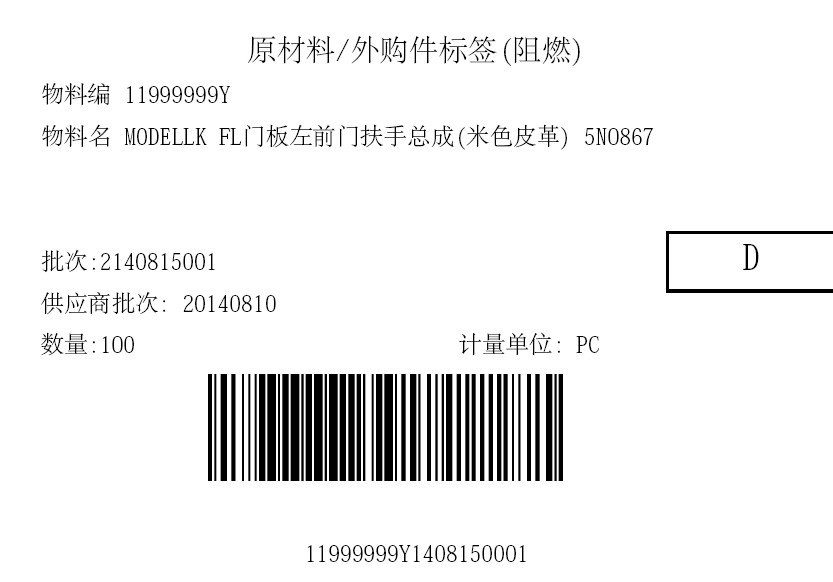 原材料/外购件标签(阻燃)
物料编 11999999Y
物料名 MODELLK FL门板左前门扶手总成(米色皮革) 5N0867
批次:2140815001
D
供应商批次: 20140810
数量:100 计量单位: PC
11999999Y1408150001